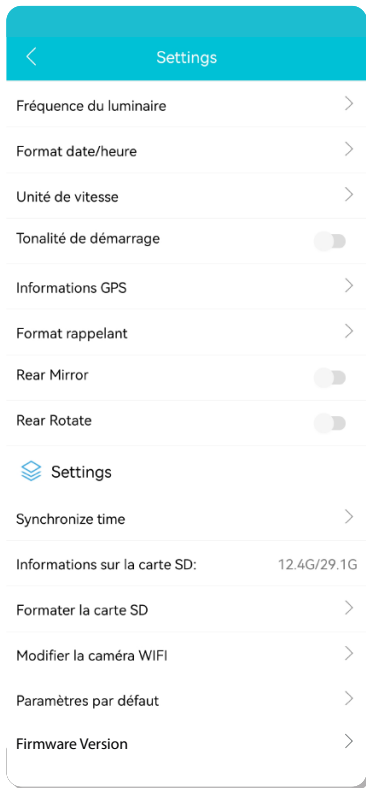 Settings
Fréquence du luminaire
Format date/heure
Unité de vitesse
Tonalité de démarrage
Informations GPS
Format rappelant
Rear Mirror
Rear Rotate
Settings
Synchronize time
Informations sur la carte SD: 12.4G/29.1G
Formater la carte SD
Modifier la caméra WIFI
Paramètres par défaut
Firmware Version